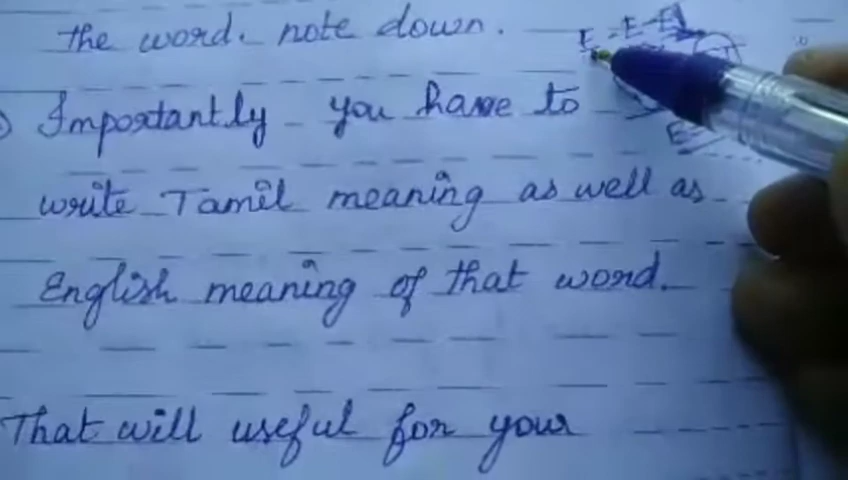 the word. note down. E - E - E
Importantly you have to
write Tamil meaning as well as
English meaning of that word.
That will useful for your